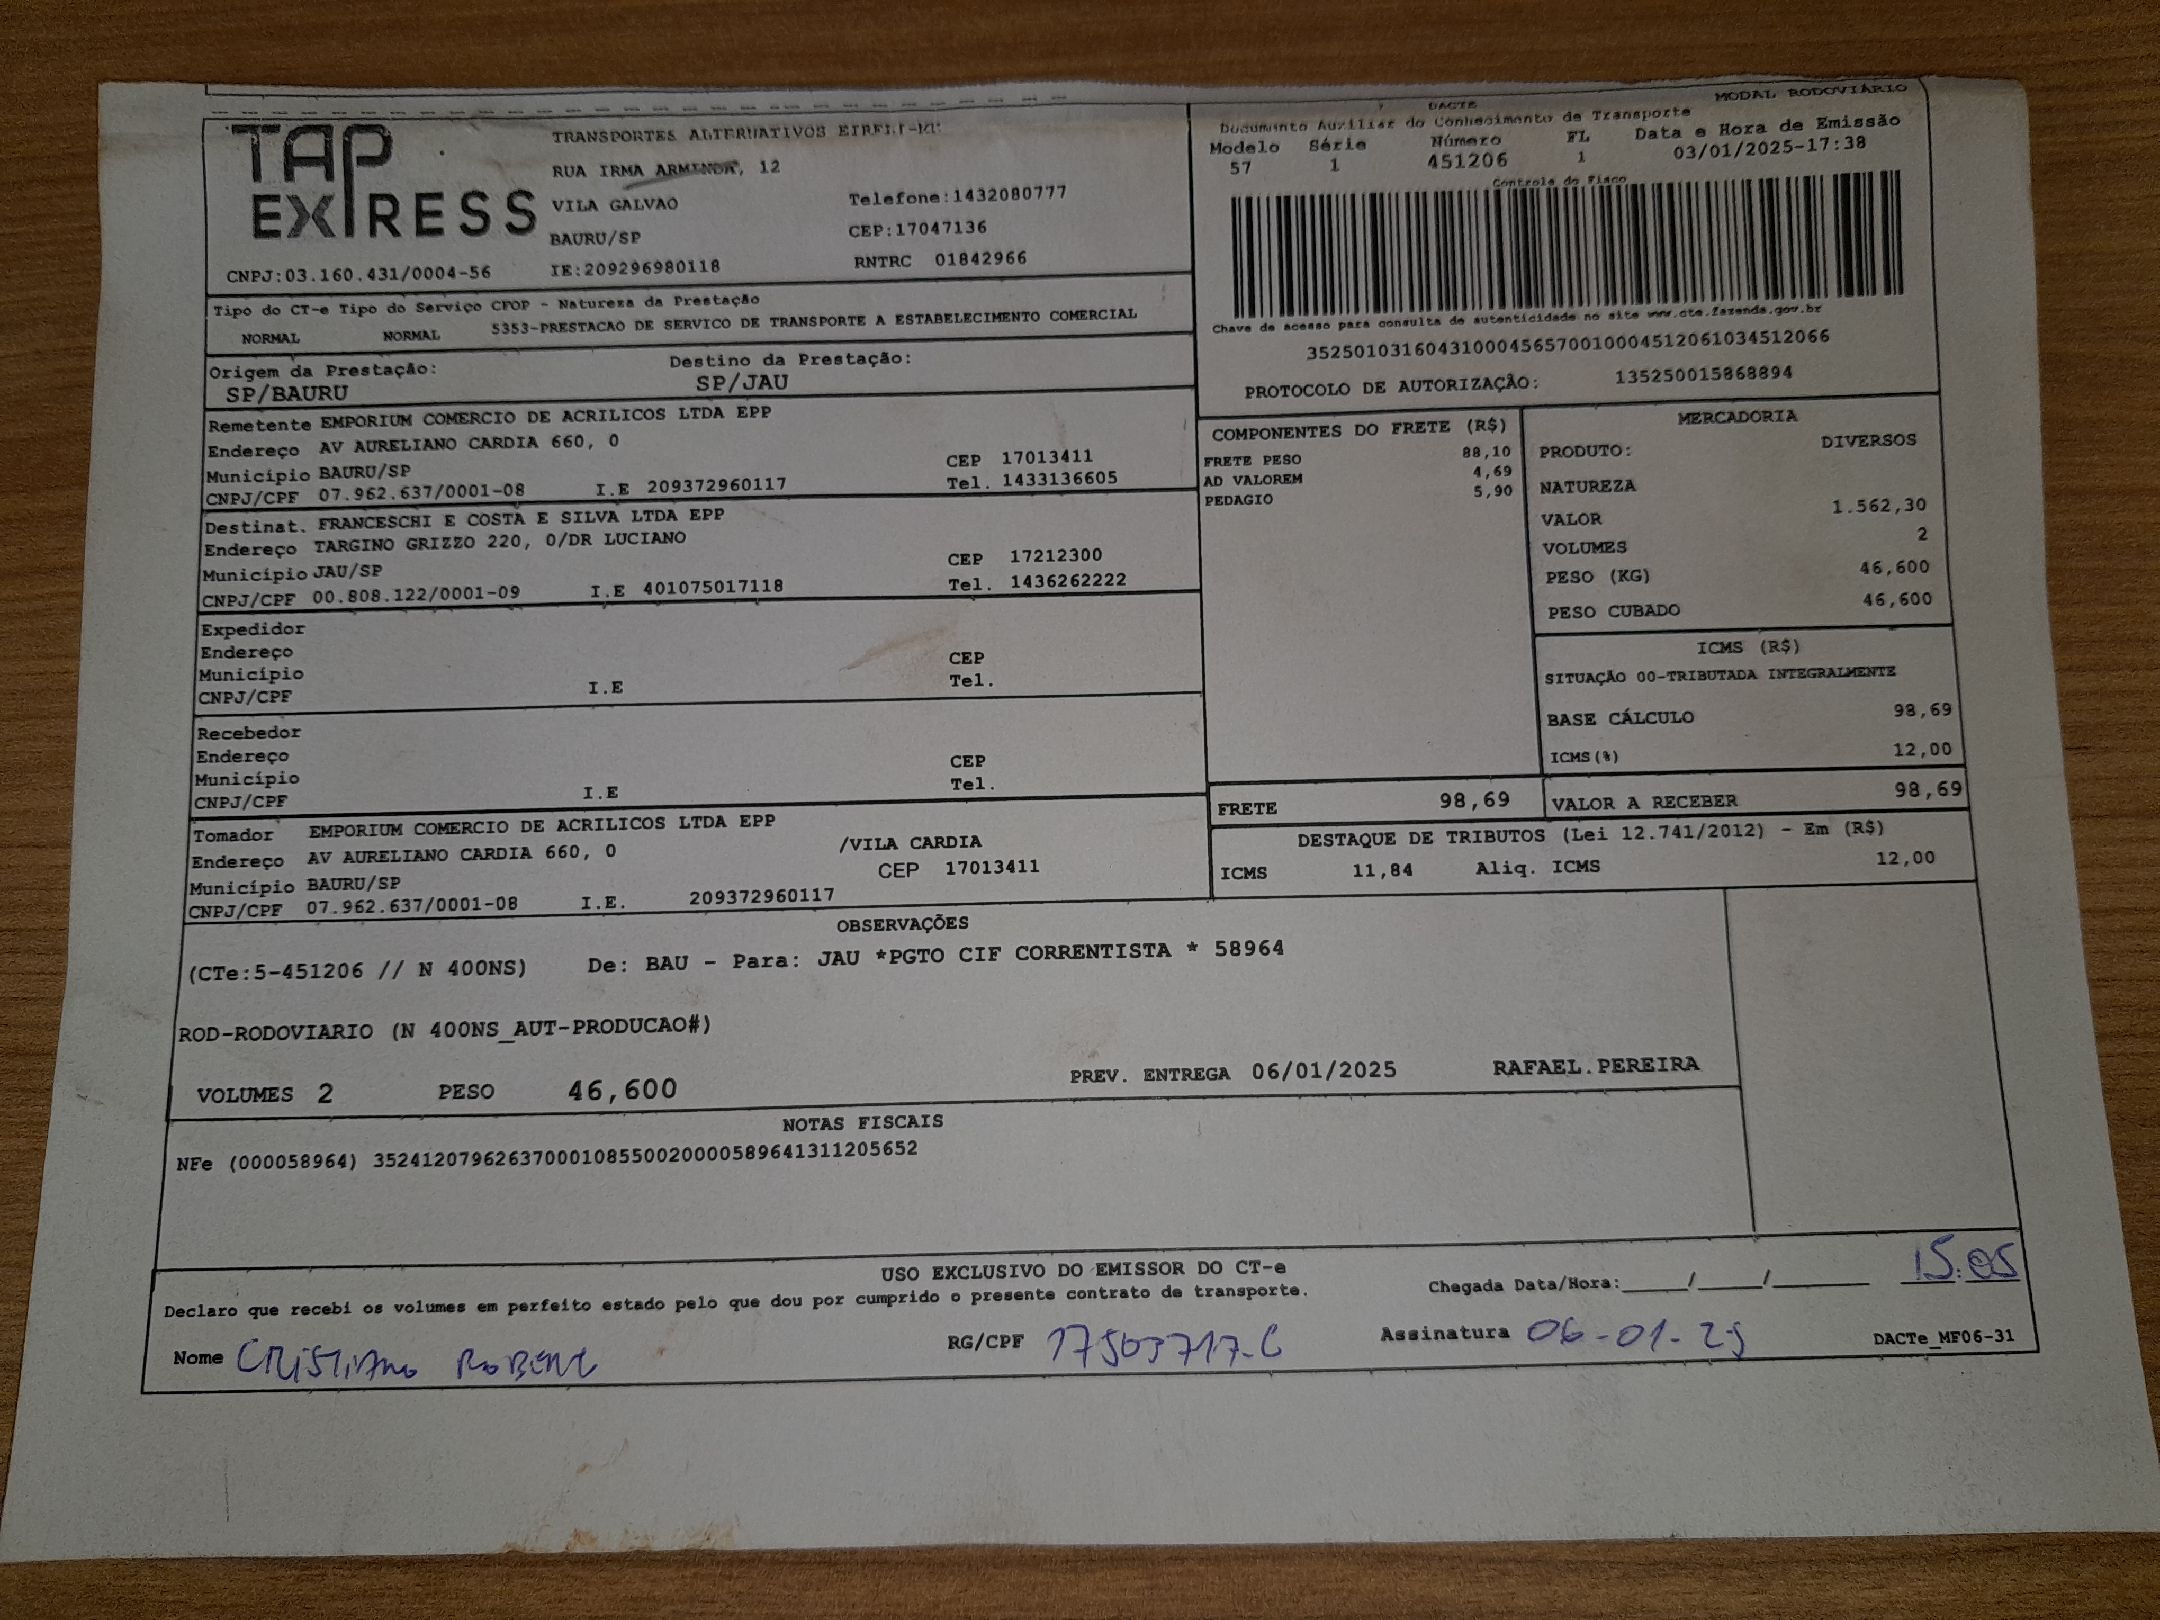 DACTE MODAL RODOVIÁRIO
TAP EXPRESS
TRANSPORTES ALTERNATIVOS EIRELI-ME
RUA IRMA ARMINDA, 12
VILA GALVAO Telefone:1432080777
BAURU/SP CEP:17047136
CNPJ:03.160.431/0004-56 IE:209296980118 RNTRC 01842966
Documento Auxiliar do Conhecimento de Transporte
Modelo Série Número FL Data e Hora de Emissão
57 1 451206 1 03/01/2025-17:38
Controle do Fisco
Chave de acesso para consulta de autenticidade no site www.cte.fazenda.gov.br
35250103160431000456570010004512061034512066
PROTOCOLO DE AUTORIZAÇÃO: 135250015868894
Tipo do CT-e Tipo do Serviço CFOP - Natureza da Prestação
NORMAL NORMAL 5353-PRESTACAO DE SERVICO DE TRANSPORTE A ESTABELECIMENTO COMERCIAL
Origem da Prestação: Destino da Prestação:
SP/BAURU SP/JAU
Remetente EMPORIUM COMERCIO DE ACRILICOS LTDA EPP
Endereço AV AURELIANO CARDIA 660, 0
Município BAURU/SP CEP 17013411
CNPJ/CPF 07.962.637/0001-08 I.E 209372960117 Tel. 1433136605
Destinat. FRANCESCHI E COSTA E SILVA LTDA EPP
Endereço TARGINO GRIZZO 220, 0/DR LUCIANO
Município JAU/SP CEP 17212300
CNPJ/CPF 00.808.122/0001-09 I.E 401075017118 Tel. 1436262222
Expedidor
Endereço
Município CEP
CNPJ/CPF I.E Tel.
Recebedor
Endereço
Município CEP
CNPJ/CPF I.E Tel.
Tomador EMPORIUM COMERCIO DE ACRILICOS LTDA EPP
Endereço AV AURELIANO CARDIA 660, 0 /VILA CARDIA
Município BAURU/SP CEP 17013411
CNPJ/CPF 07.962.637/0001-08 I.E. 209372960117
COMPONENTES DO FRETE (R$)
FRETE PESO 88,10
AD VALOREM 4,69
PEDAGIO 5,90
MERCADORIA
PRODUTO: DIVERSOS
NATUREZA
VALOR 1.562,30
VOLUMES 2
PESO (KG) 46,600
PESO CUBADO 46,600
ICMS (R$)
SITUAÇÃO 00-TRIBUTADA INTEGRALMENTE
BASE CÁLCULO 98,69
ICMS(%) 12,00
FRETE 98,69 VALOR A RECEBER 98,69
DESTAQUE DE TRIBUTOS (Lei 12.741/2012) - Em (R$)
ICMS 11,84 Aliq. ICMS 12,00
OBSERVAÇÕES
(CTe:5-451206 // N 400NS) De: BAU - Para: JAU *PGTO CIF CORRENTISTA * 58964
ROD-RODOVIARIO (N 400NS_AUT-PRODUCAO#)
VOLUMES 2 PESO 46,600 PREV. ENTREGA 06/01/2025 RAFAEL.PEREIRA
NOTAS FISCAIS
NFe (000058964) 35241207962637000108550020000589641311205652
USO EXCLUSIVO DO EMISSOR DO CT-e
Declaro que recebi os volumes em perfeito estado pelo que dou por cumprido o presente contrato de transporte. Chegada Data/Hora:____/____/______ 15:05
Nome CRISTIANO RG/CPF 17503717-6 Assinatura 06-01-25 DACTe_MF06-31